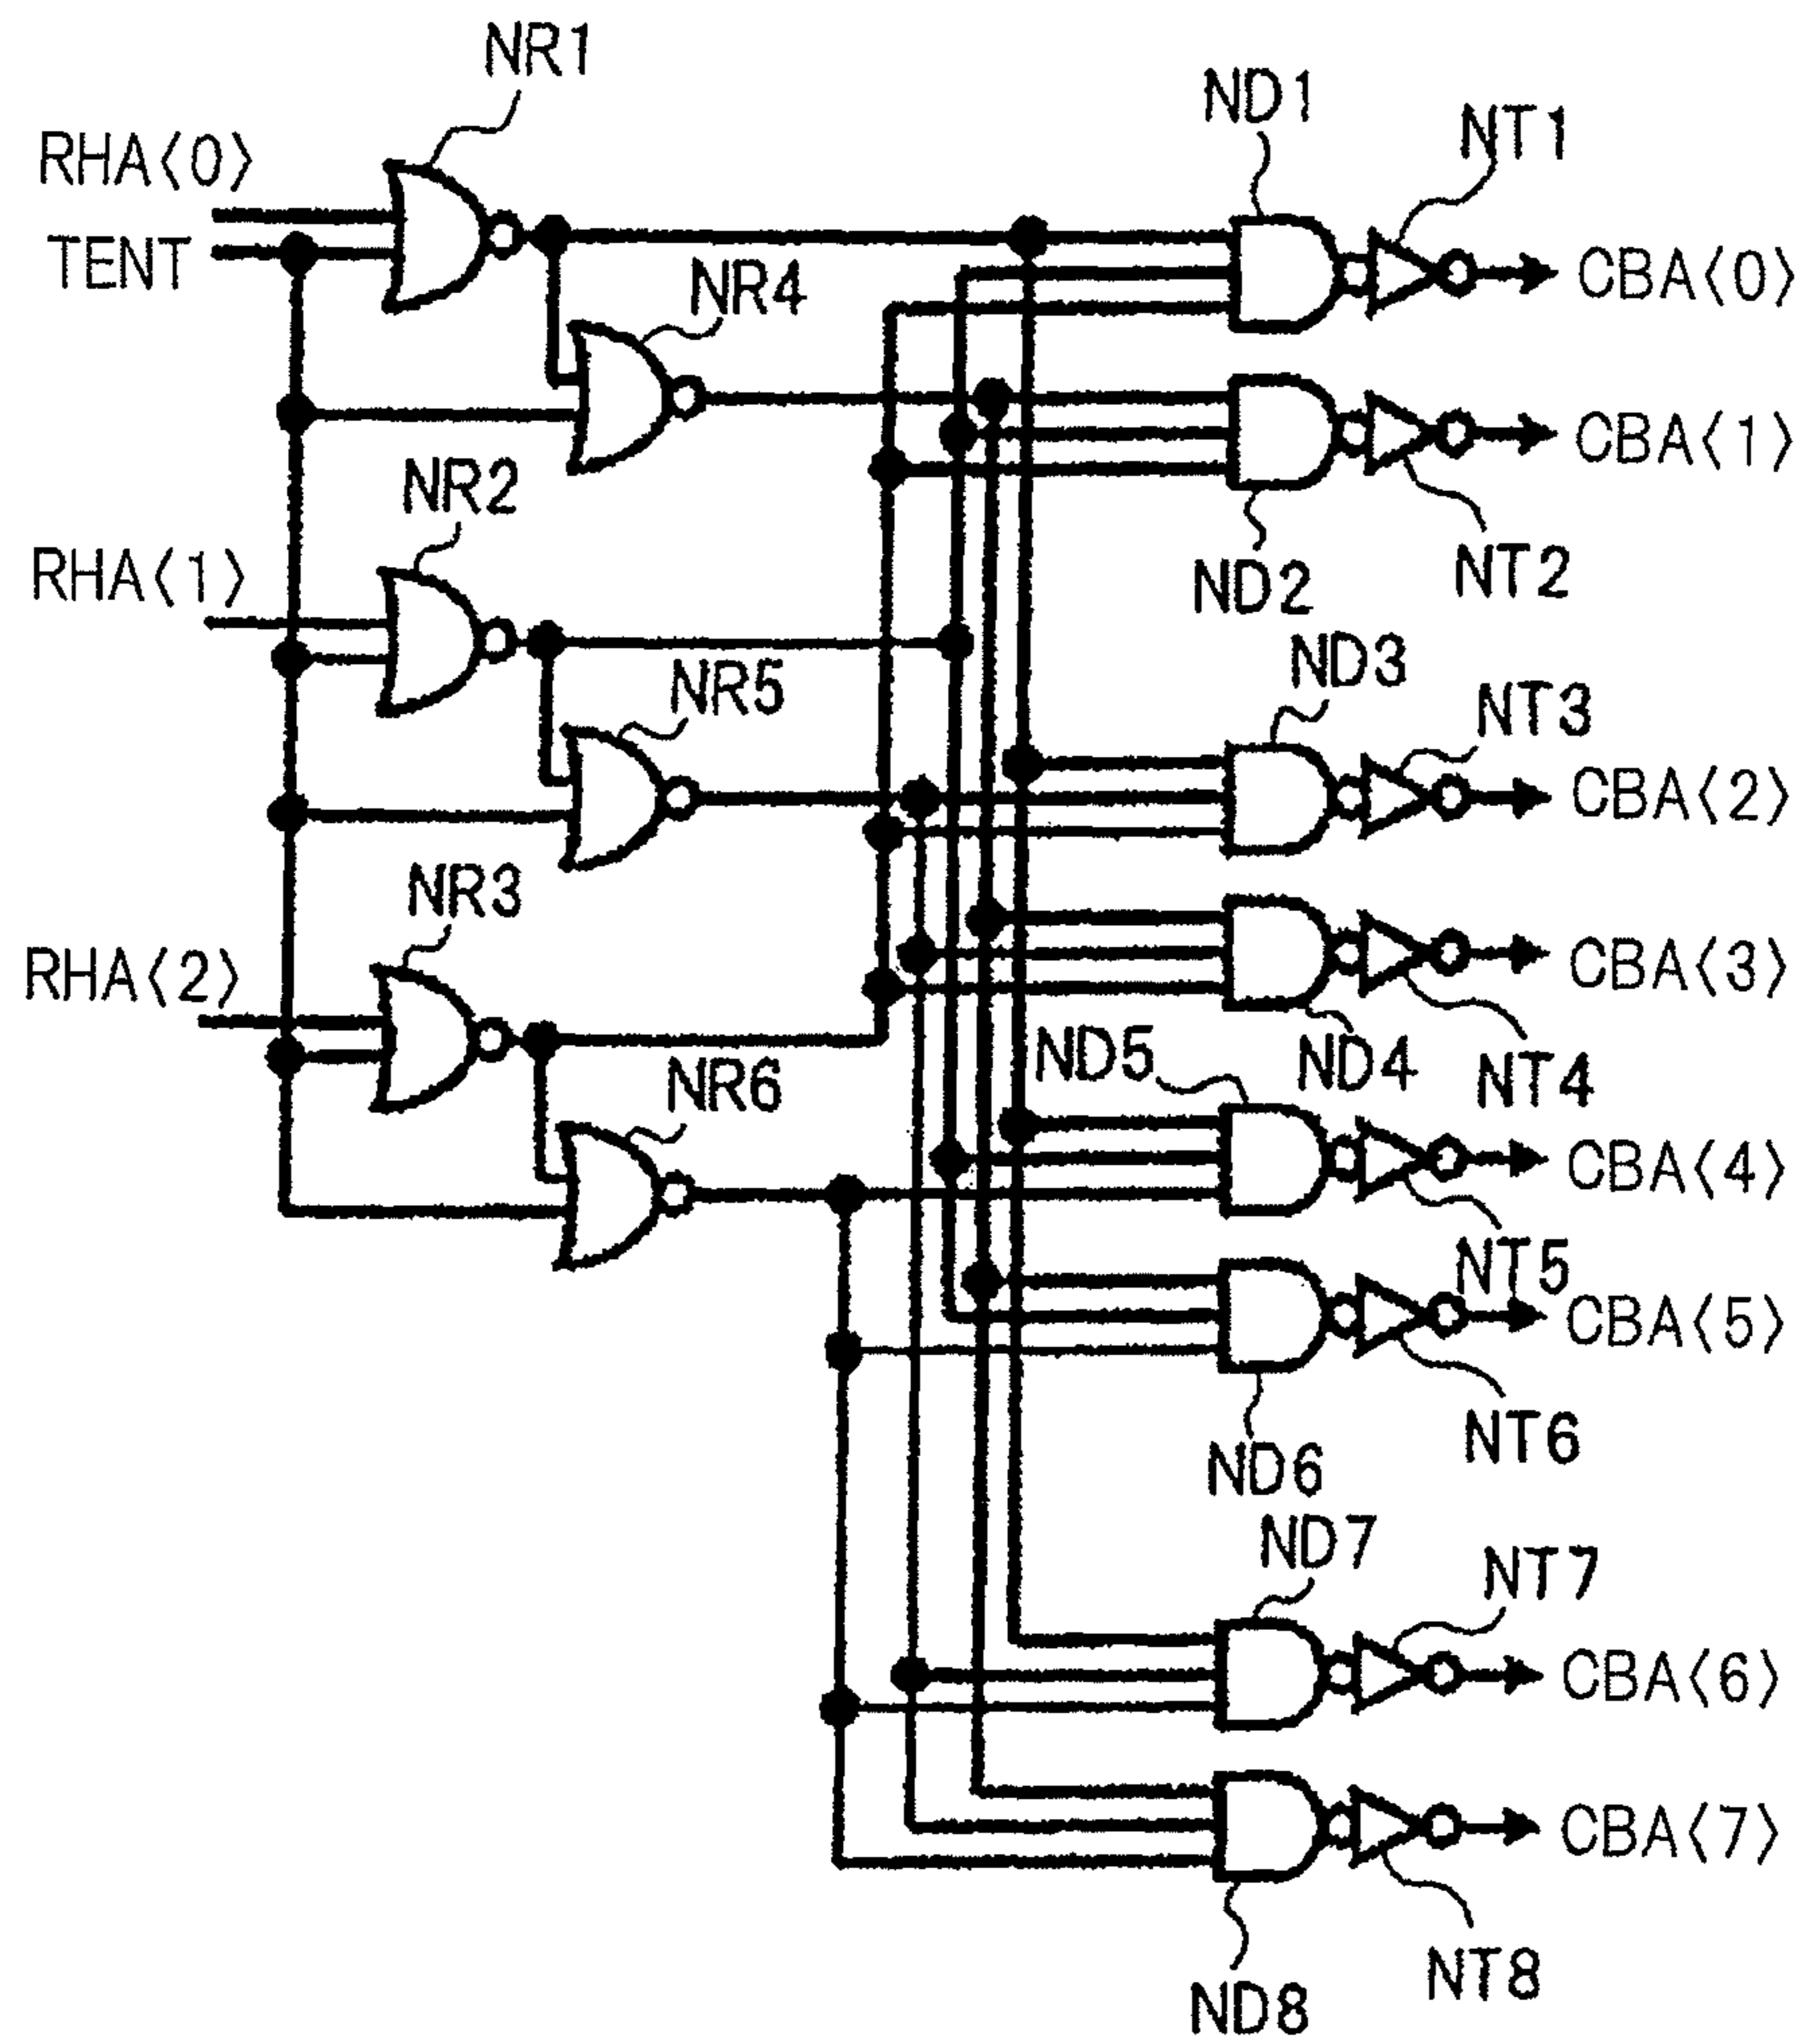 NR1
ND1
NT1
RHA⟨0⟩
TENT
NR4
CBA⟨0⟩
CBA⟨1⟩
NR2
RHA⟨1⟩
ND2
NT2
NR5
ND3
NT3
CBA⟨2⟩
NR3
RHA⟨2⟩
CBA⟨3⟩
ND5
ND4
NT4
NR6
CBA⟨4⟩
NT5
CBA⟨5⟩
NT6
ND6
ND7
NT7
CBA⟨6⟩
CBA⟨7⟩
NT8
ND8